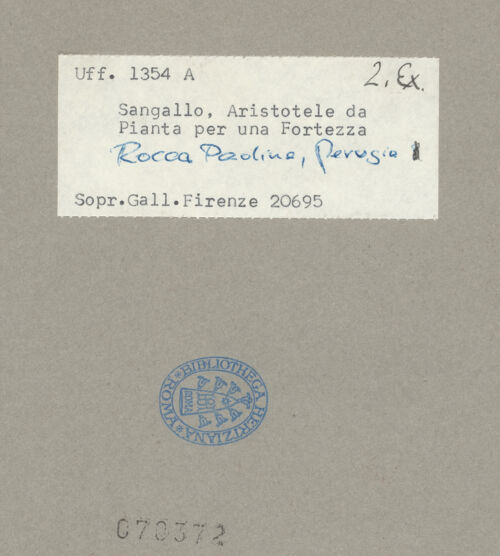 Uff. 1354 A
2. Ex.
Sangallo, Aristotele da
Pianta per una Fortezza
Rocca Paolina, Perugia
Sopr.Gall.Firenze 20695
BIBLIOTHECA HERTZIANA * ROMA *
ROMA
070372